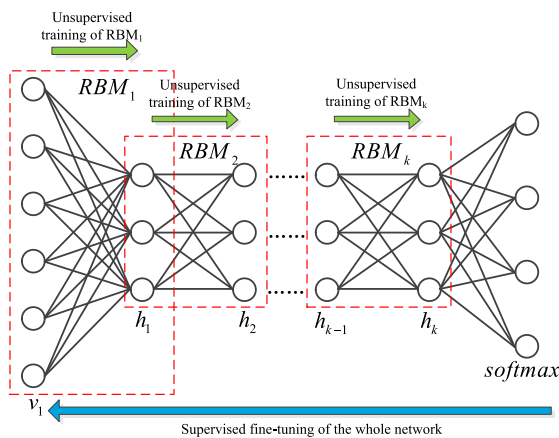 Unsupervised
training of RBM1
Unsupervised
training of RBM2
Unsupervised
training of RBMk
RBM1
RBM2
RBMk
......
......
......
h1
h2
hk−1
hk
softmax
v1
Supervised fine-tuning of the whole network